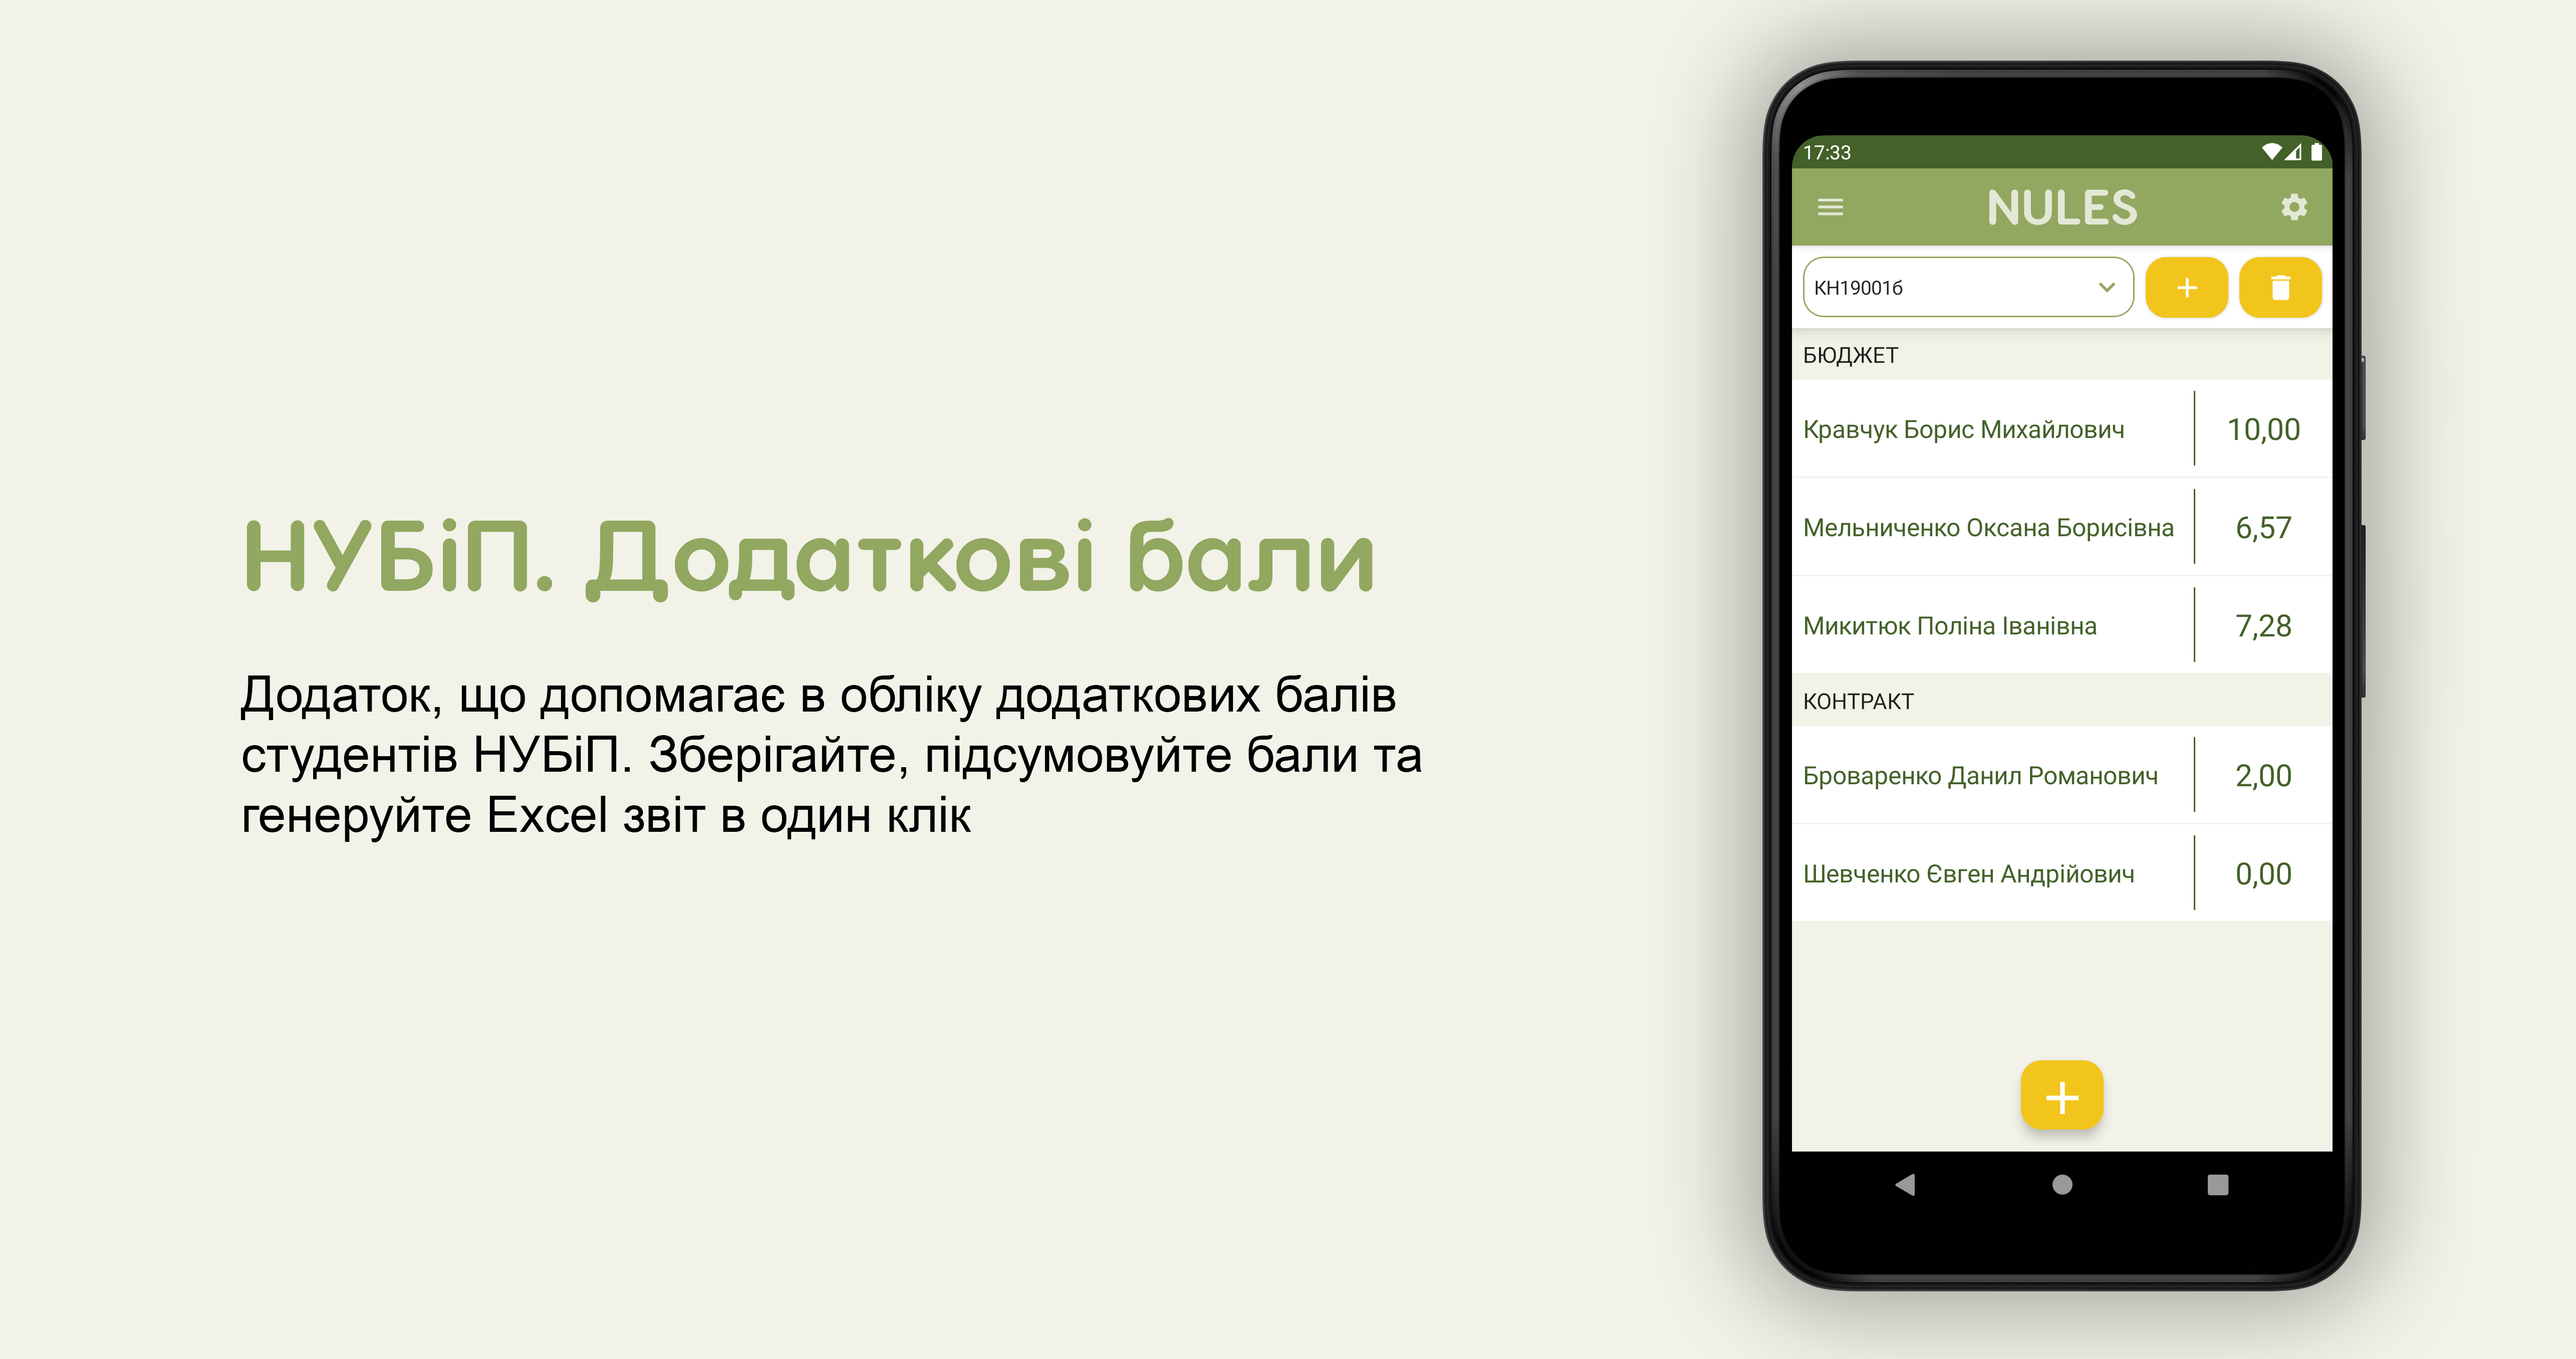 НУБіП. Додаткові бали
Додаток, що допомагає в обліку додаткових балів
студентів НУБіП. Зберігайте, підсумовуйте бали та
генеруйте Excel звіт в один клік
17:33
NULES
КН19001б
БЮДЖЕТ
Кравчук Борис Михайлович 10,00
Мельниченко Оксана Борисівна 6,57
Микитюк Поліна Іванівна 7,28
КОНТРАКТ
Броваренко Данил Романович 2,00
Шевченко Євген Андрійович 0,00